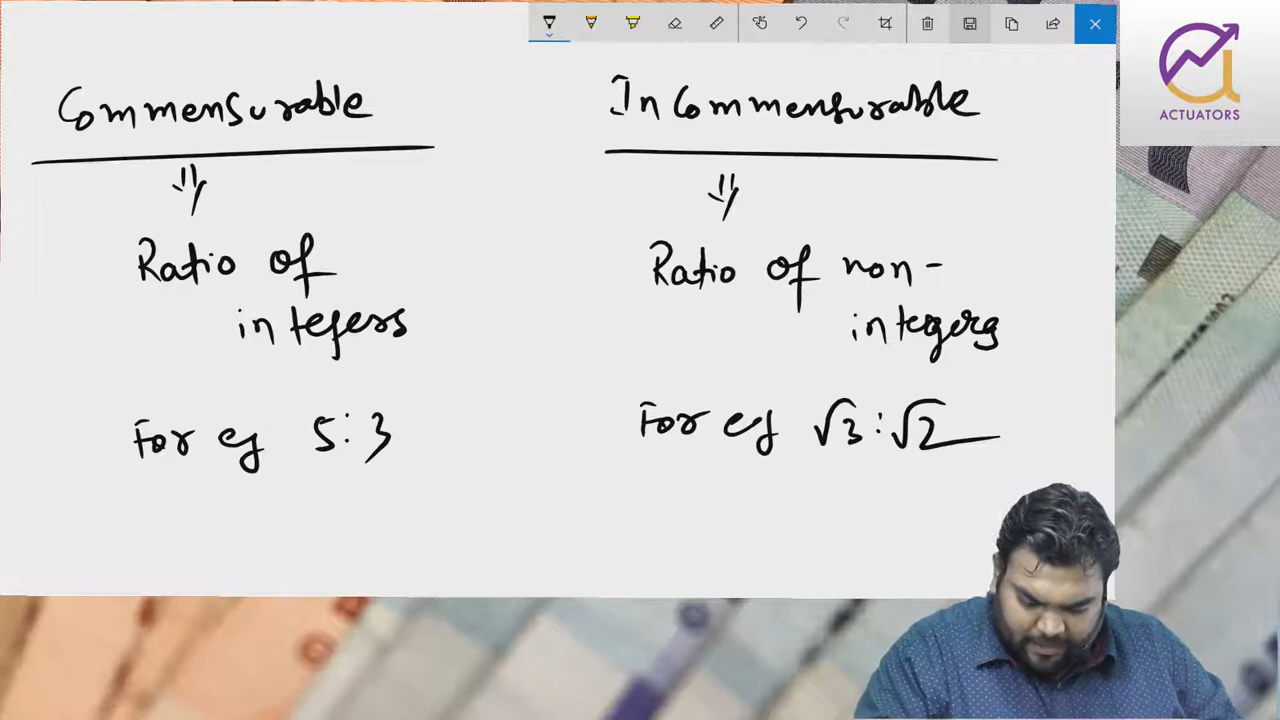 Commensurable
Ratio of
integers
For eg 5:3
InCommensurable
Ratio of non-
integers
For eg √3:√2
ACTUATORS